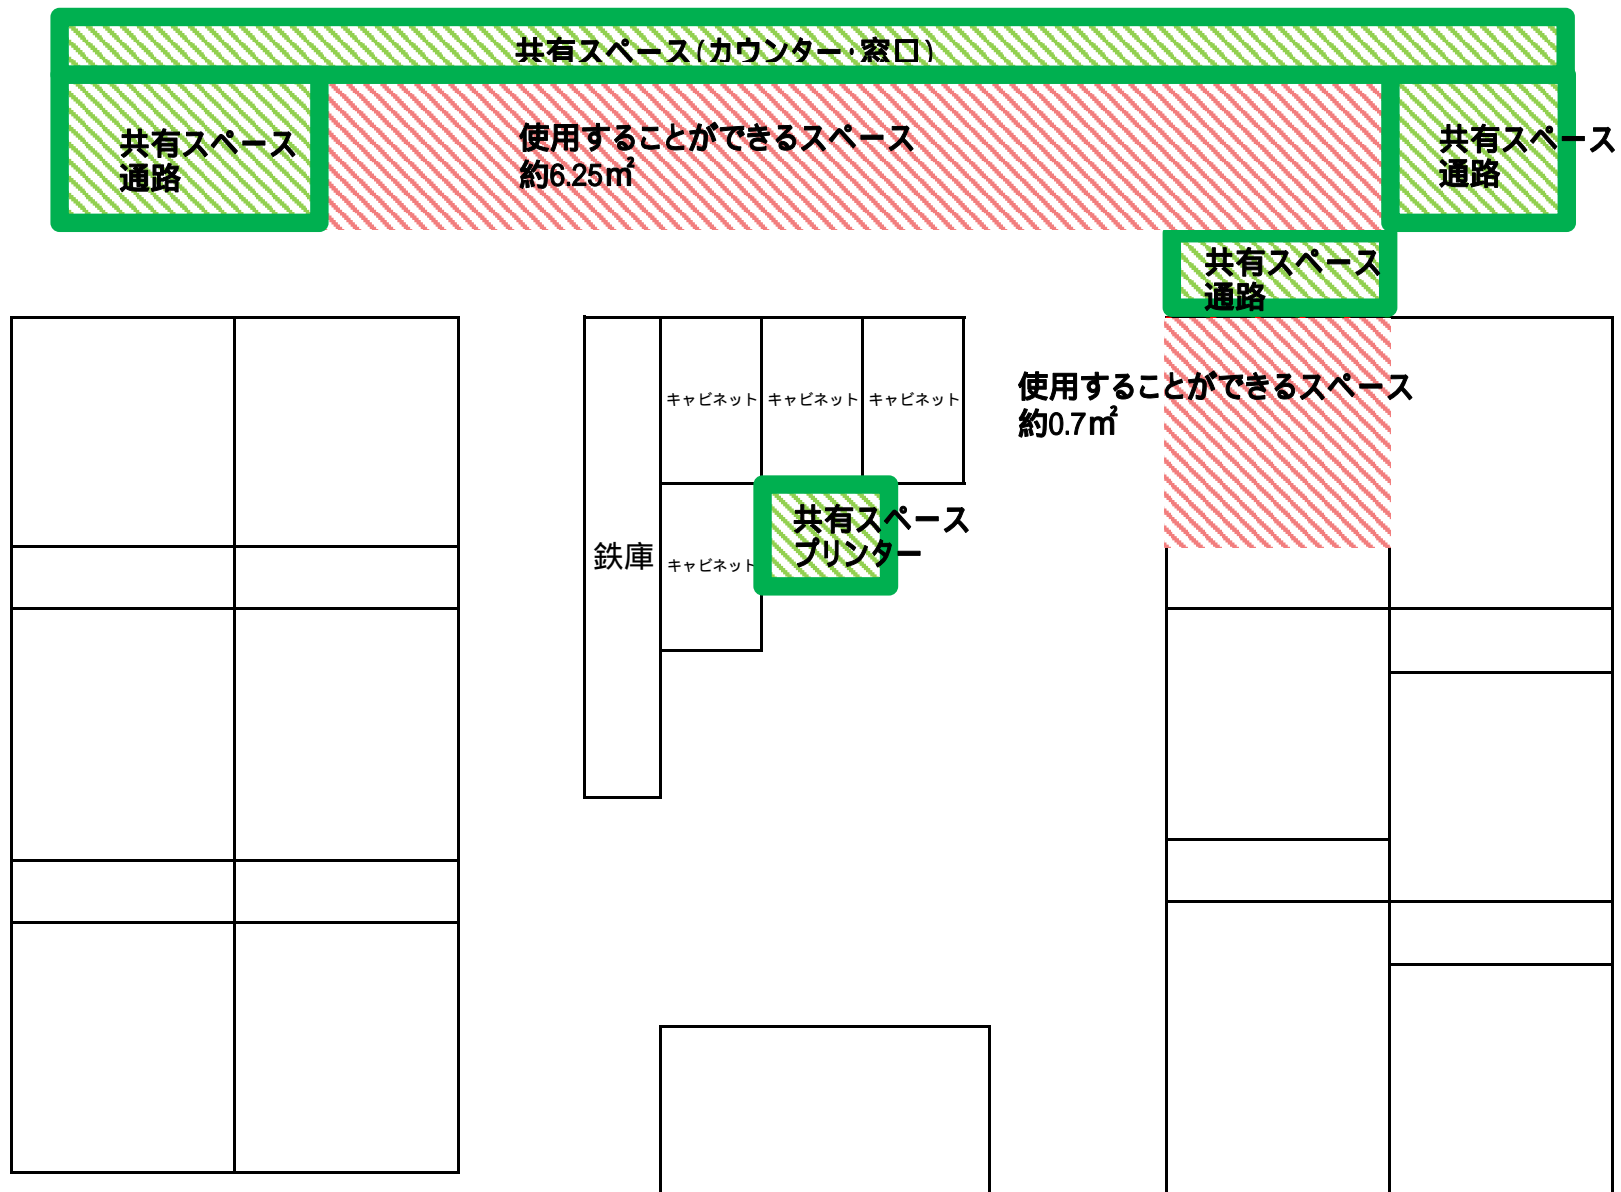 共有スペース(カウンター・窓口)
共有スペース
通路
使用することができるスペース
約6.25㎡
共有スペース
通路
共有スペース
通路
使用することができるスペース
約0.7㎡
キャビネット
キャビネット
キャビネット
鉄庫
キャビネット
共有スペース
プリンター